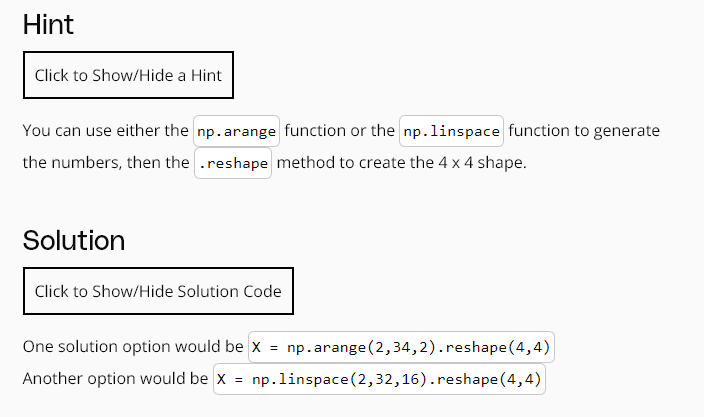 Hint
Click to Show/Hide a Hint
You can use either the np.arange function or the np.linspace function to generate
the numbers, then the .reshape method to create the 4 x 4 shape.
Solution
Click to Show/Hide Solution Code
One solution option would be X = np.arange(2,34,2).reshape(4,4)
Another option would be X = np.linspace(2,32,16).reshape(4,4)